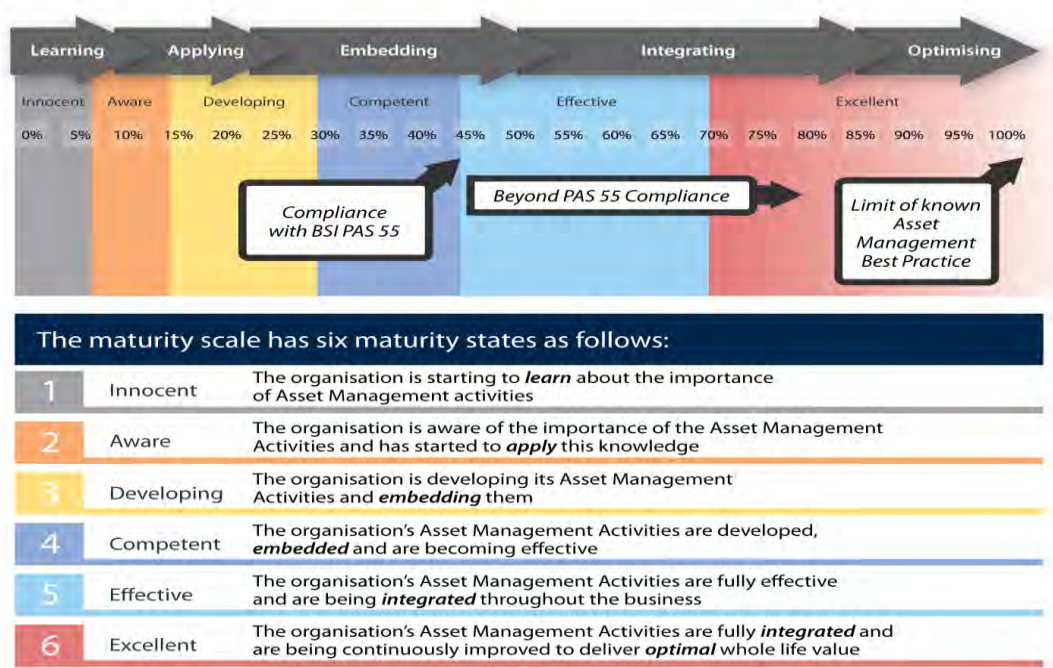 Learning Applying Embedding Integrating Optimising
Innocent Aware Developing Competent Effective Excellent
0% 5% 10% 15% 20% 25% 30% 35% 40% 45% 50% 55% 60% 65% 70% 75% 80% 85% 90% 95% 100%
Compliance
with BSI PAS 55
Beyond PAS 55 Compliance
Limit of known
Asset
Management
Best Practice
The maturity scale has six maturity states as follows:
1 Innocent
The organisation is starting to learn about the importance
of Asset Management activities
2 Aware
The organisation is aware of the importance of the Asset Management
Activities and has started to apply this knowledge
3 Developing
The organisation is developing its Asset Management
Activities and embedding them
4 Competent
The organisation's Asset Management Activities are developed,
embedded and are becoming effective
5 Effective
The organisation's Asset Management Activities are fully effective
and are being integrated throughout the business
6 Excellent
The organisation's Asset Management Activities are fully integrated and
are being continuously improved to deliver optimal whole life value